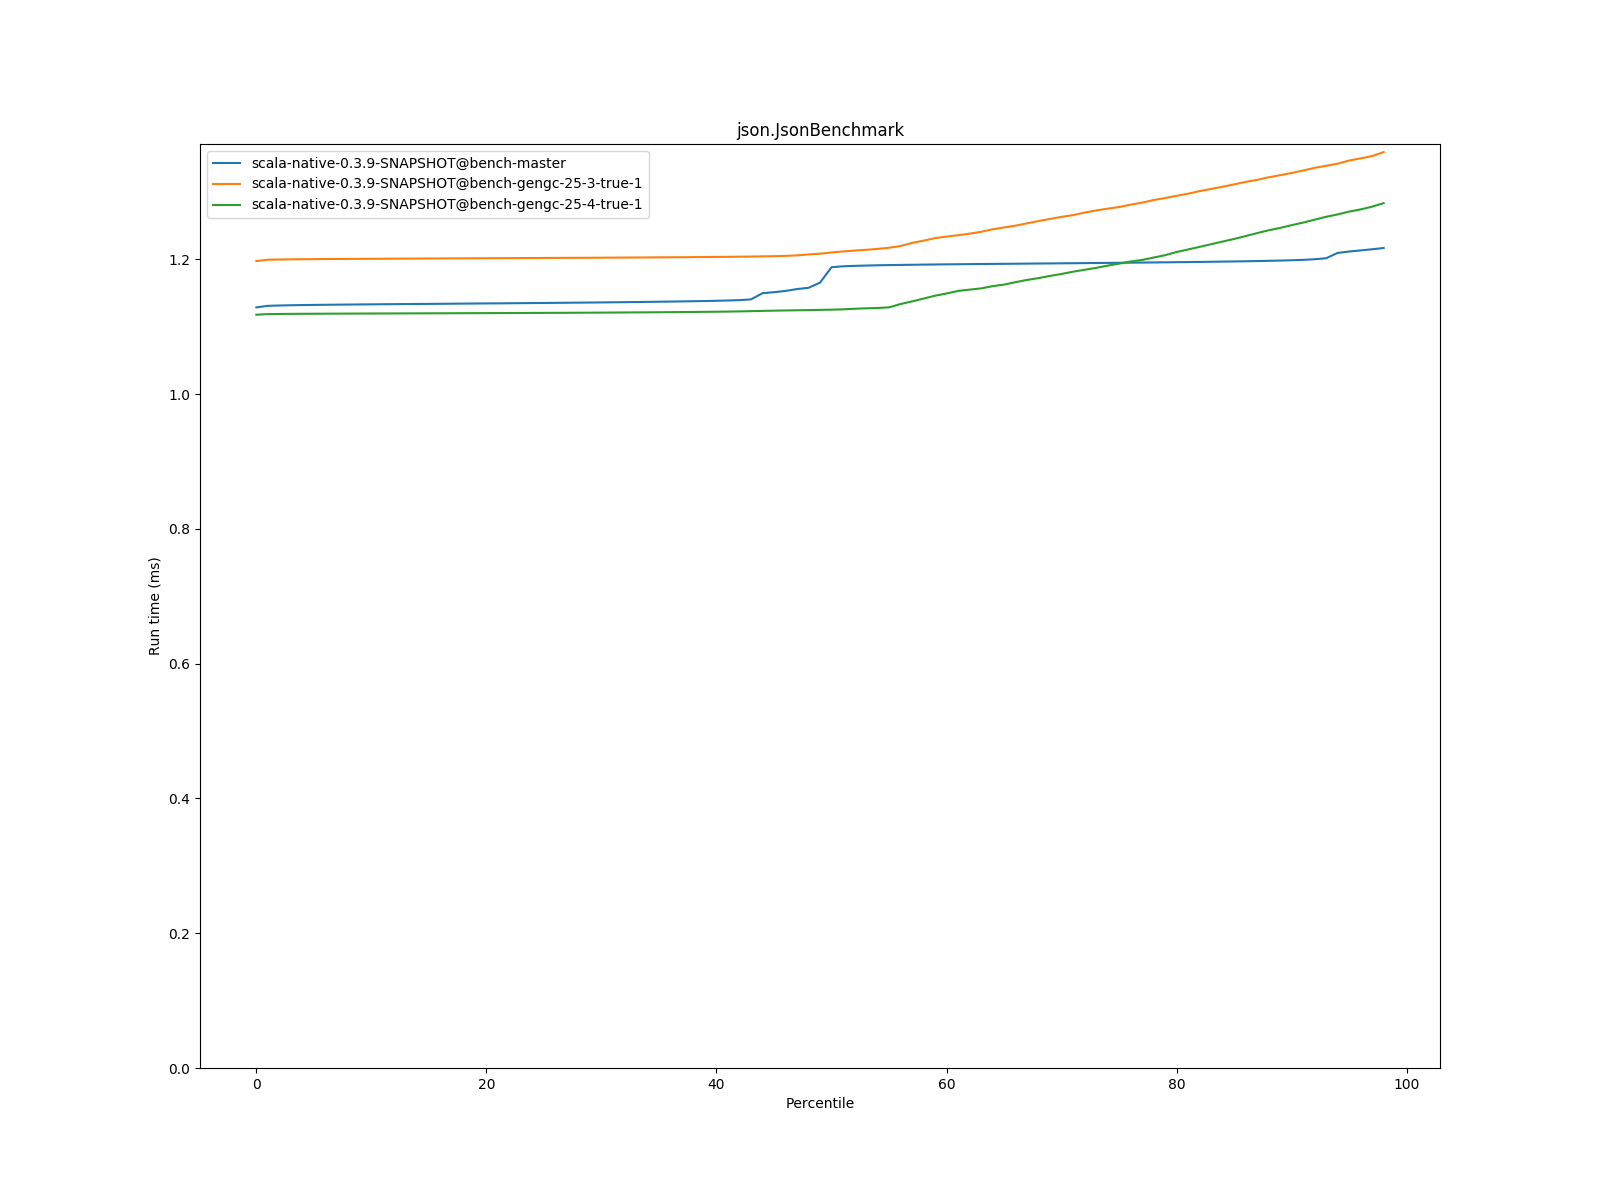 json.JsonBenchmark
scala-native-0.3.9-SNAPSHOT@bench-master
scala-native-0.3.9-SNAPSHOT@bench-gengc-25-3-true-1
scala-native-0.3.9-SNAPSHOT@bench-gengc-25-4-true-1
1.2
1.0
0.8
0.6
0.4
0.2
0.0
Run time (ms)
0 20 40 60 80 100
Percentile